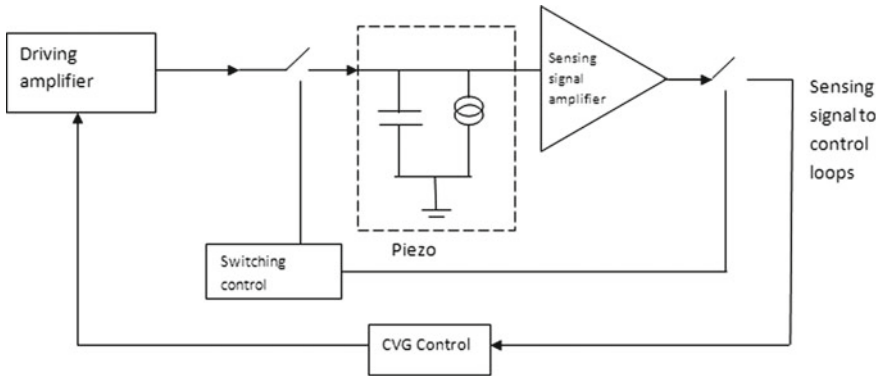 Driving
amplifier
Sensing
signal
amplifier
Sensing
signal to
control
loops
Piezo
Switching
control
CVG Control